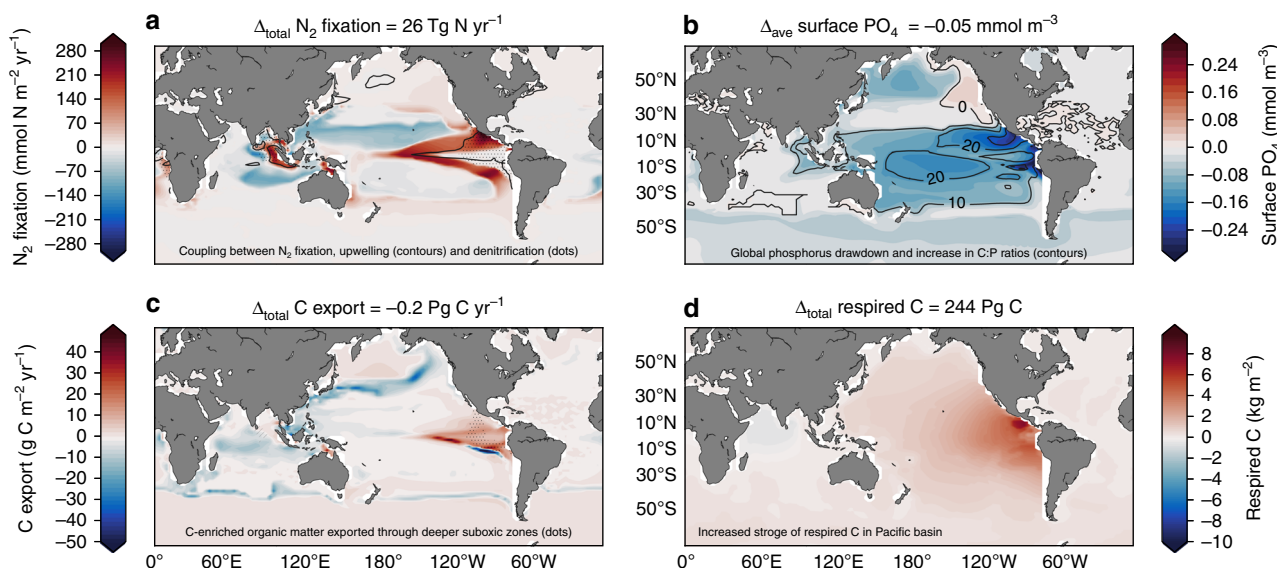 a
Δtotal N2 fixation = 26 Tg N yr−1
N2 fixation (mmol N m−2 yr−1)
280
210
140
70
0
−70
−140
−210
−280
Coupling between N2 fixation, upwelling (contours) and denitrification (dots)
b
Δave surface PO4 = −0.05 mmol m−3
50°N
30°N
10°N
10°S
30°S
50°S
0
20
20
10
Global phosphorus drawdown and increase in C:P ratios (contours)
0.24
0.16
0.08
0.0
−0.08
−0.16
−0.24
Surface PO4 (mmol m−3)
c
Δtotal C export = −0.2 Pg C yr−1
C export (g C m−2 yr−1)
40
30
20
10
0
−10
−20
−30
−40
−50
C-enriched organic matter exported through deeper suboxic zones (dots)
0° 60°E 120°E 180° 120°W 60°W
d
Δtotal respired C = 244 Pg C
50°N
30°N
10°N
10°S
30°S
50°S
Increased stroge of respired C in Pacific basin
0° 60°E 120°E 180° 120°W 60°W
8
6
4
2
0
−2
−4
−6
−8
−10
Respired C (kg m−2)